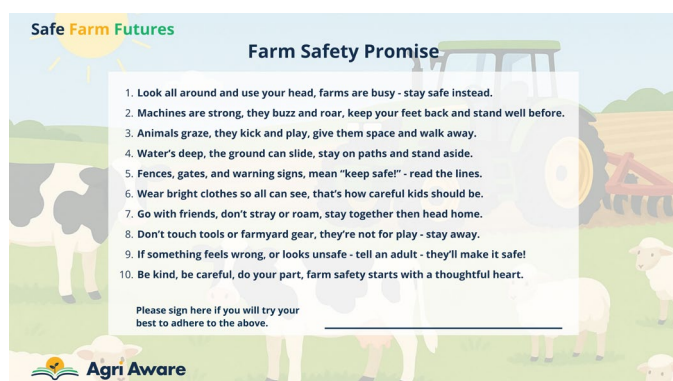 Safe Farm Futures
Farm Safety Promise
1. Look all around and use your head, farms are busy - stay safe instead.
2. Machines are strong, they buzz and roar, keep your feet back and stand well before.
3. Animals graze, they kick and play, give them space and walk away.
4. Water’s deep, the ground can slide, stay on paths and stand aside.
5. Fences, gates, and warning signs, mean “keep safe!” - read the lines.
6. Wear bright clothes so all can see, that’s how careful kids should be.
7. Go with friends, don’t stray or roam, stay together then head home.
8. Don’t touch tools or farmyard gear, they’re not for play - stay away.
9. If something feels wrong, or looks unsafe - tell an adult - they’ll make it safe!
10. Be kind, be careful, do your part, farm safety starts with a thoughtful heart.
Please sign here if you will try your
best to adhere to the above.
Agri Aware